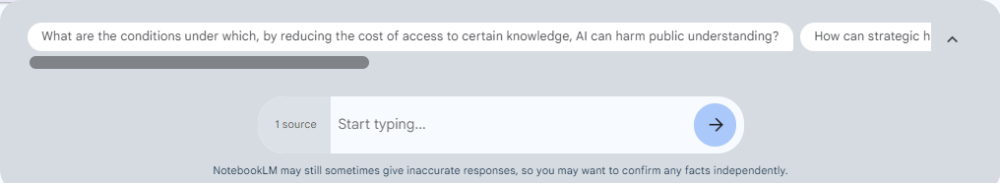 What are the conditions under which, by reducing the cost of access to certain knowledge, AI can harm public understanding?
How can strategic h
1 source
Start typing...
NotebookLM may still sometimes give inaccurate responses, so you may want to confirm any facts independently.